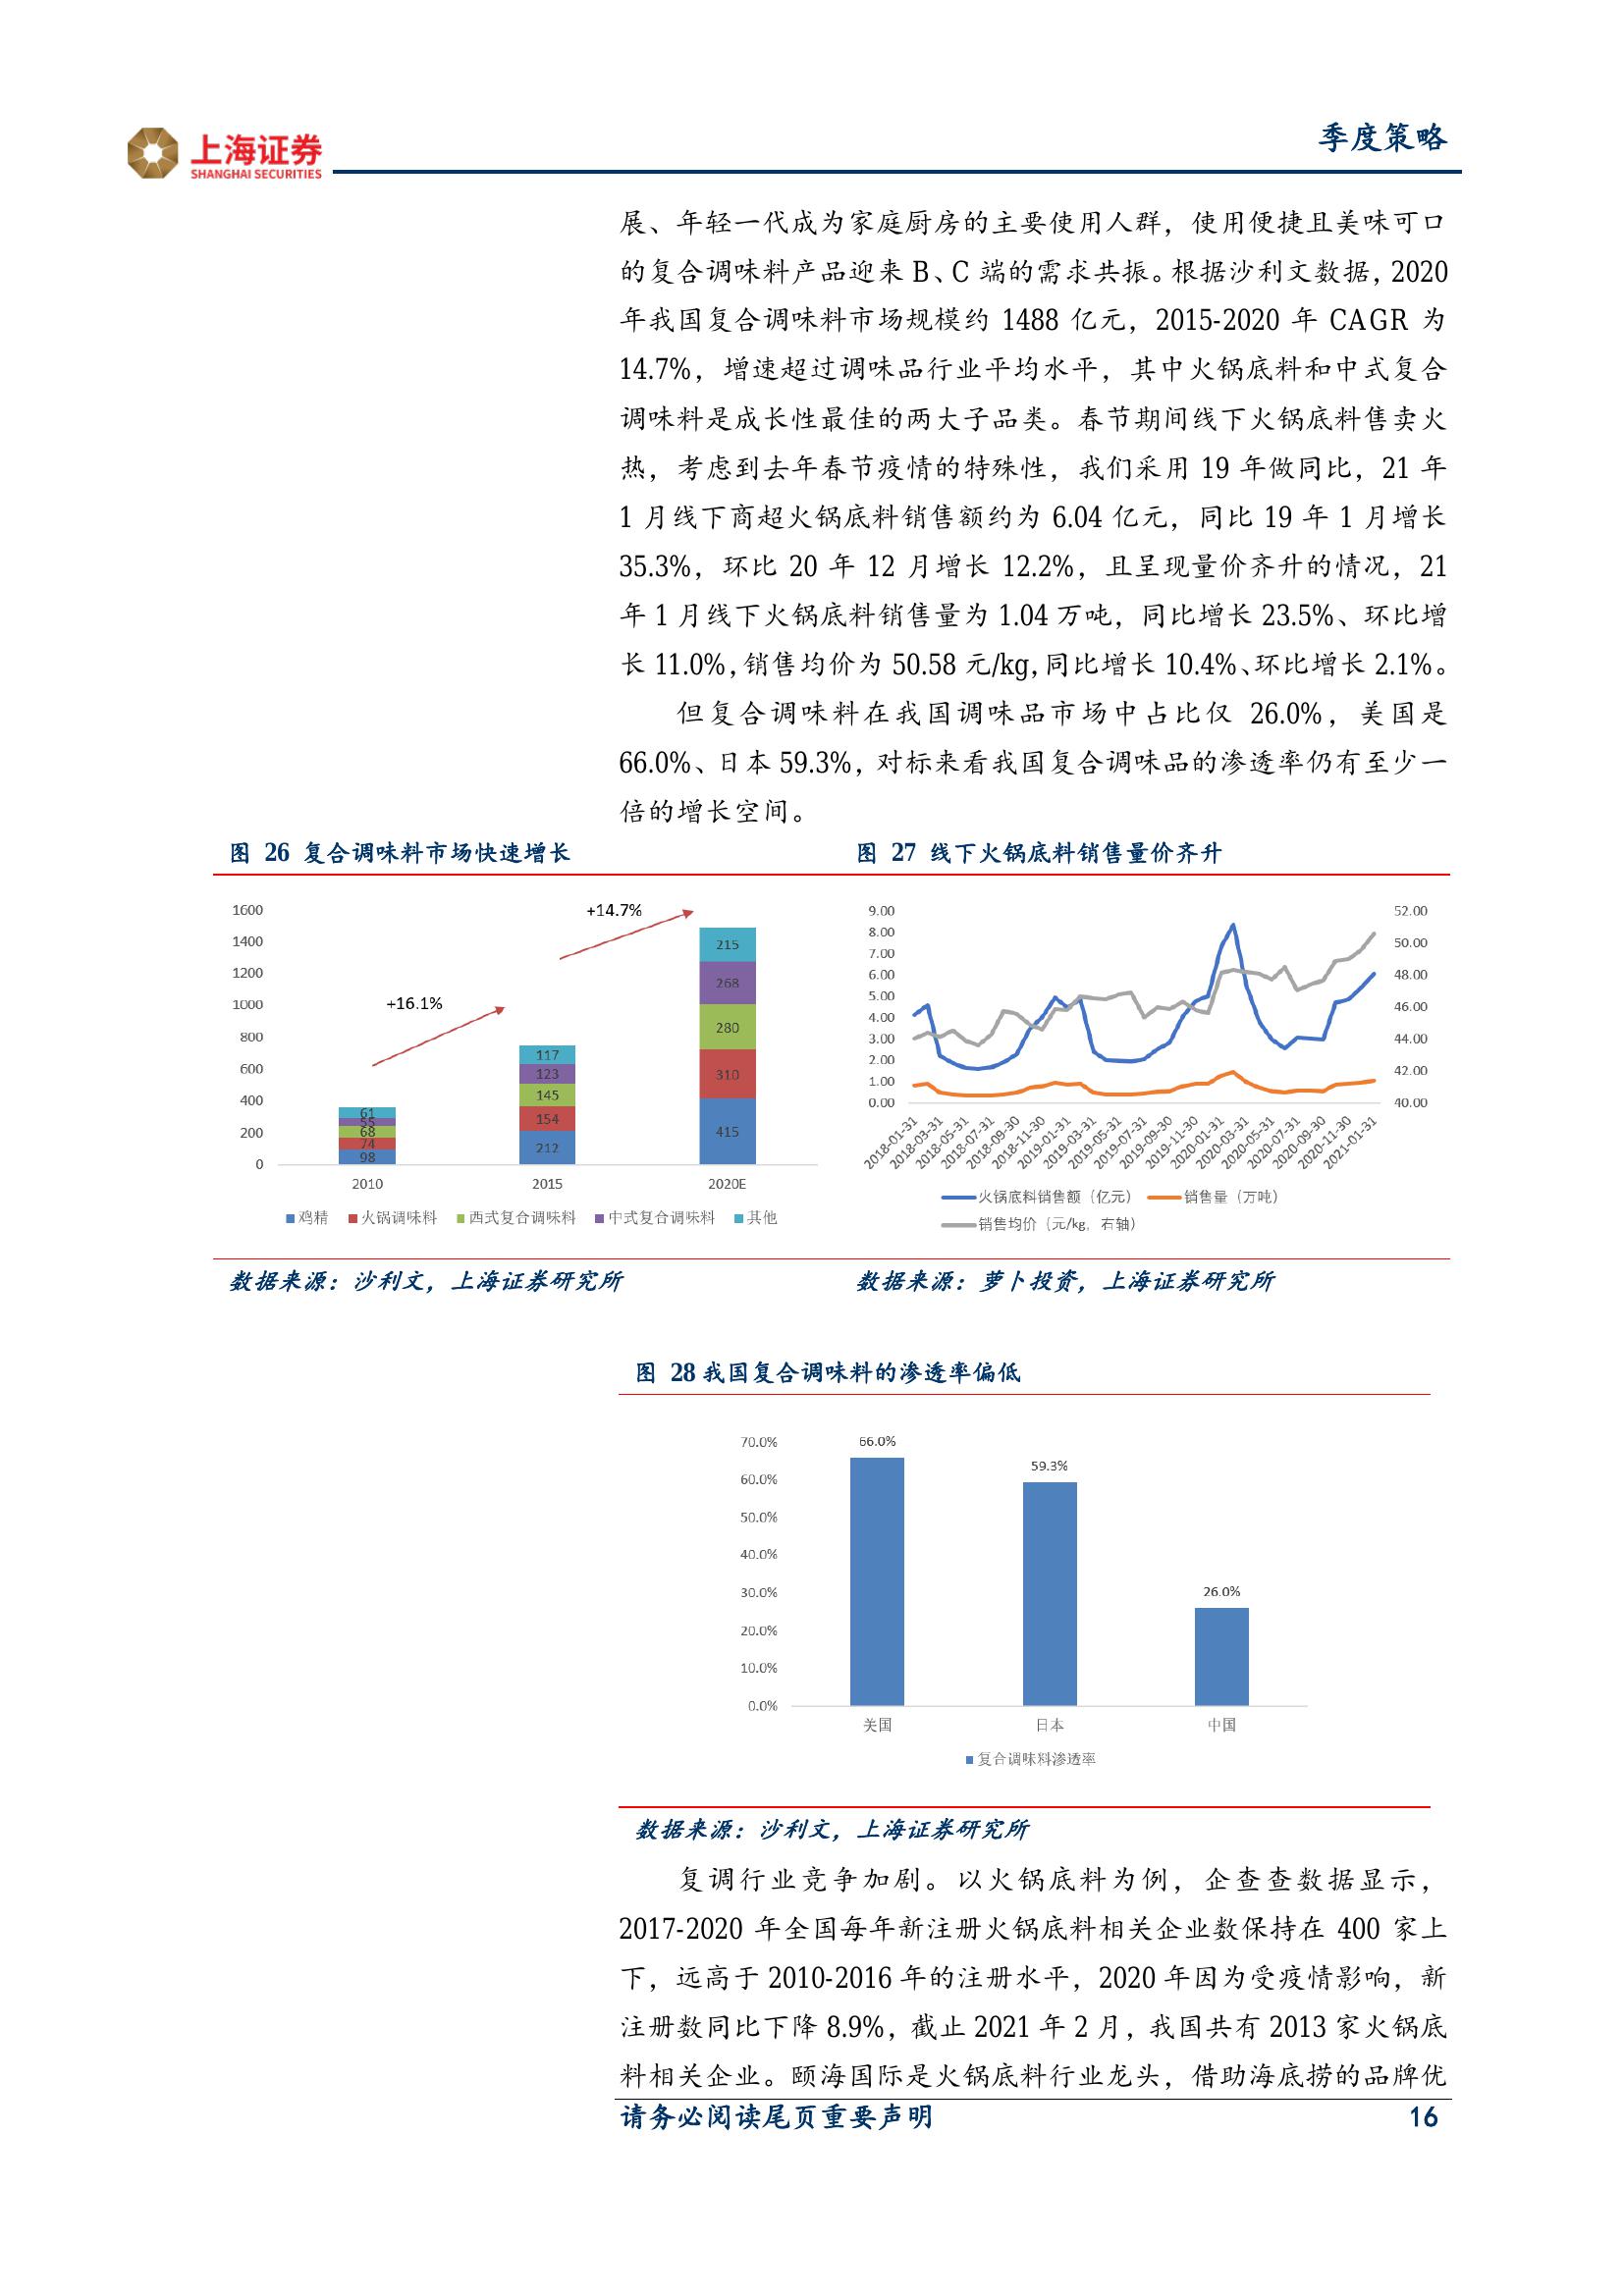 上海证券
SHANGHAI SECURITIES
季度策略
展、年轻一代成为家庭厨房的主要使用人群，使用便捷且美味可口
的复合调味料产品迎来 B、C 端的需求共振。根据沙利文数据，2020
年我国复合调味料市场规模约 1488 亿元，2015-2020 年 CAGR 为
14.7%，增速超过调味品行业平均水平，其中火锅底料和中式复合
调味料是成长性最佳的两大子品类。春节期间线下火锅底料售卖火
热，考虑到去年春节疫情的特殊性，我们采用 19 年做同比，21 年
1 月线下商超火锅底料销售额约为 6.04 亿元，同比 19 年 1 月增长
35.3%，环比 20 年 12 月增长 12.2%，且呈现量价齐升的情况，21
年 1 月线下火锅底料销售量为 1.04 万吨，同比增长 23.5%、环比增
长 11.0%，销售均价为 50.58 元/kg，同比增长 10.4%、环比增长 2.1%。
但复合调味料在我国调味品市场中占比仅 26.0%，美国是
66.0%、日本 59.3%，对标来看我国复合调味品的渗透率仍有至少一
倍的增长空间。
图 26 复合调味料市场快速增长
1600
1400
1200
1000
800
600
400
200
0
+16.1%
+14.7%
61
55
68
74
98
117
123
145
154
212
215
268
280
310
415
2010 2015 2020E
鸡精 火锅调味料 西式复合调味料 中式复合调味料 其他
数据来源：沙利文，上海证券研究所
图 27 线下火锅底料销售量价齐升
9.00
8.00
7.00
6.00
5.00
4.00
3.00
2.00
1.00
0.00
52.00
50.00
48.00
46.00
44.00
42.00
40.00
2018-01-31
2018-03-31
2018-05-31
2018-07-31
2018-09-30
2018-11-30
2019-01-31
2019-03-31
2019-05-31
2019-07-31
2019-09-30
2019-11-30
2020-01-31
2020-03-31
2020-05-31
2020-07-31
2020-09-30
2020-11-30
2021-01-31
火锅底料销售额（亿元） 销售量（万吨）
销售均价（元/kg，右轴）
数据来源：萝卜投资，上海证券研究所
图 28 我国复合调味料的渗透率偏低
70.0%
60.0%
50.0%
40.0%
30.0%
20.0%
10.0%
0.0%
66.0%
59.3%
26.0%
美国 日本 中国
复合调味料渗透率
数据来源：沙利文，上海证券研究所
复调行业竞争加剧。以火锅底料为例，企查查数据显示，
2017-2020 年全国每年新注册火锅底料相关企业数保持在 400 家上
下，远高于 2010-2016 年的注册水平，2020 年因为受疫情影响，新
注册数同比下降 8.9%，截止 2021 年 2 月，我国共有 2013 家火锅底
料相关企业。颐海国际是火锅底料行业龙头，借助海底捞的品牌优
请务必阅读尾页重要声明 16